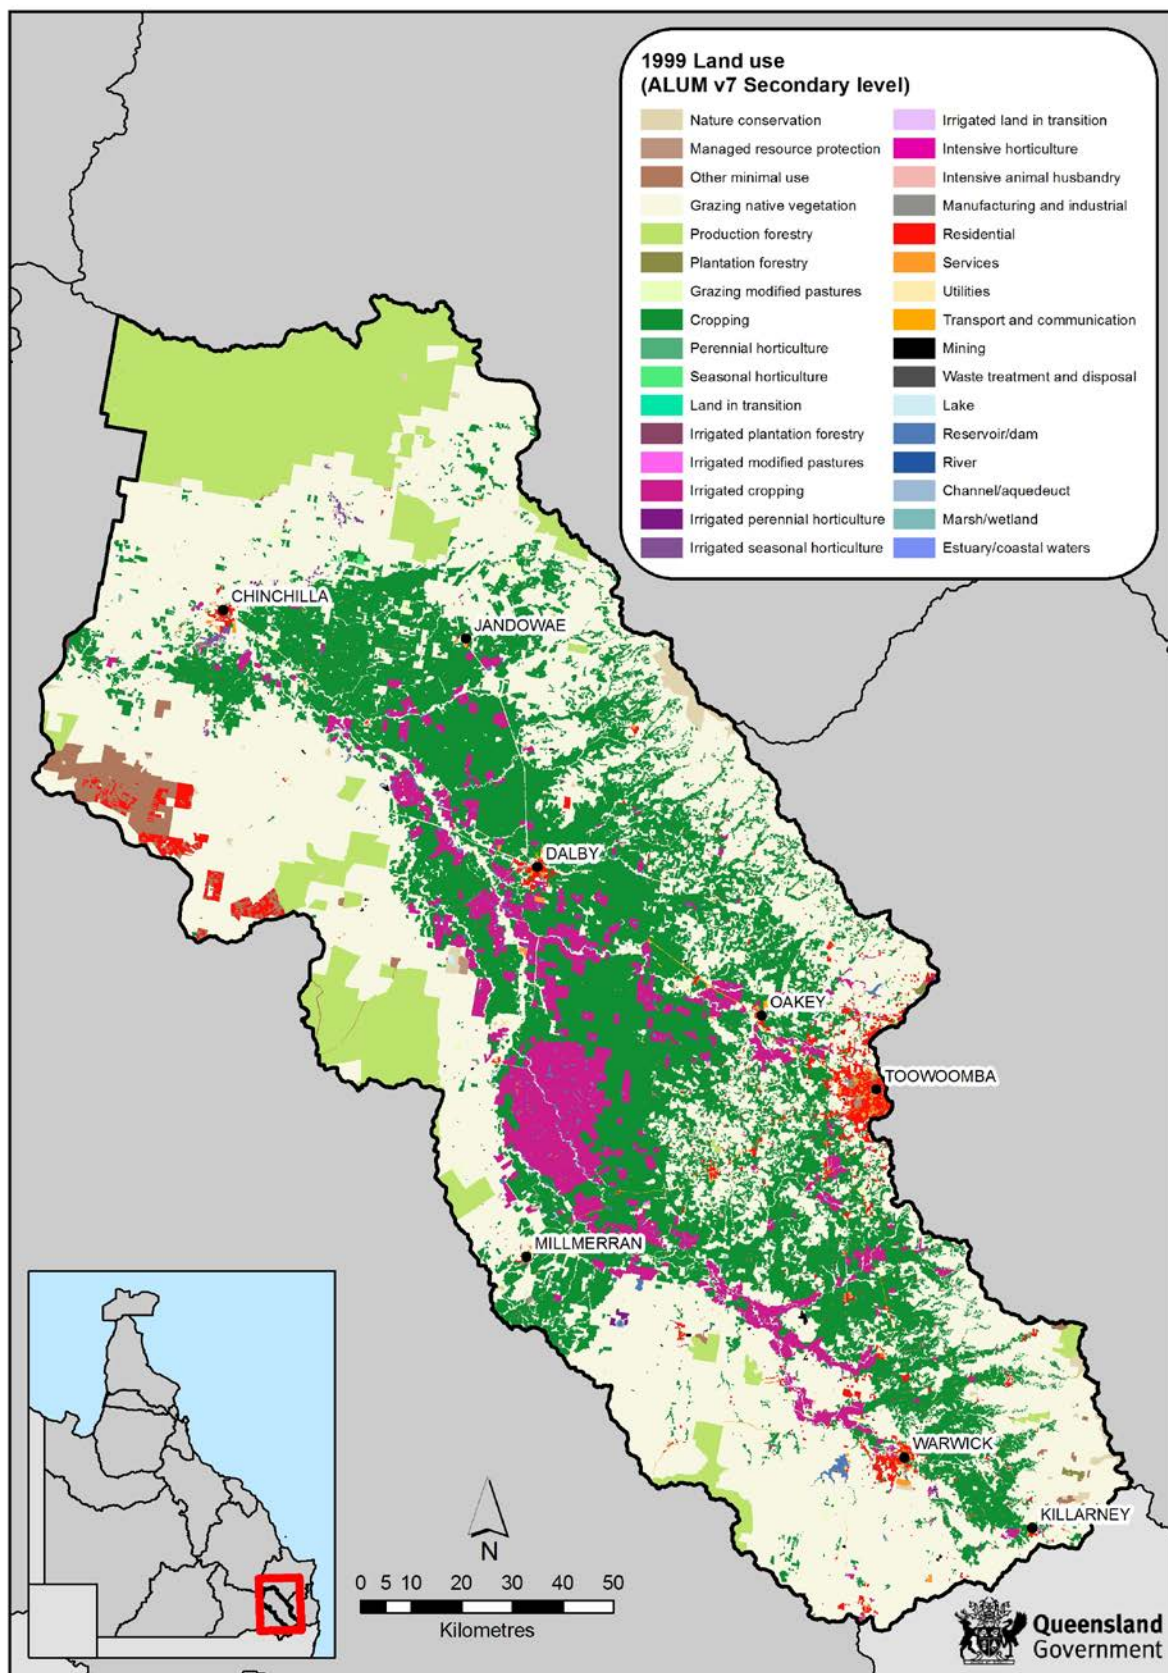 1999 Land use
(ALUM v7 Secondary level)
Nature conservation
Managed resource protection
Other minimal use
Grazing native vegetation
Production forestry
Plantation forestry
Grazing modified pastures
Cropping
Perennial horticulture
Seasonal horticulture
Land in transition
Irrigated plantation forestry
Irrigated modified pastures
Irrigated cropping
Irrigated perennial horticulture
Irrigated seasonal horticulture
Irrigated land in transition
Intensive horticulture
Intensive animal husbandry
Manufacturing and industrial
Residential
Services
Utilities
Transport and communication
Mining
Waste treatment and disposal
Lake
Reservoir/dam
River
Channel/aquedeuct
Marsh/wetland
Estuary/coastal waters
CHINCHILLA
JANDOWAE
DALBY
OAKEY
TOOWOOMBA
MILLMERRAN
WARWICK
KILLARNEY
N
0 5 10 20 30 40 50
Kilometres
Queensland
Government